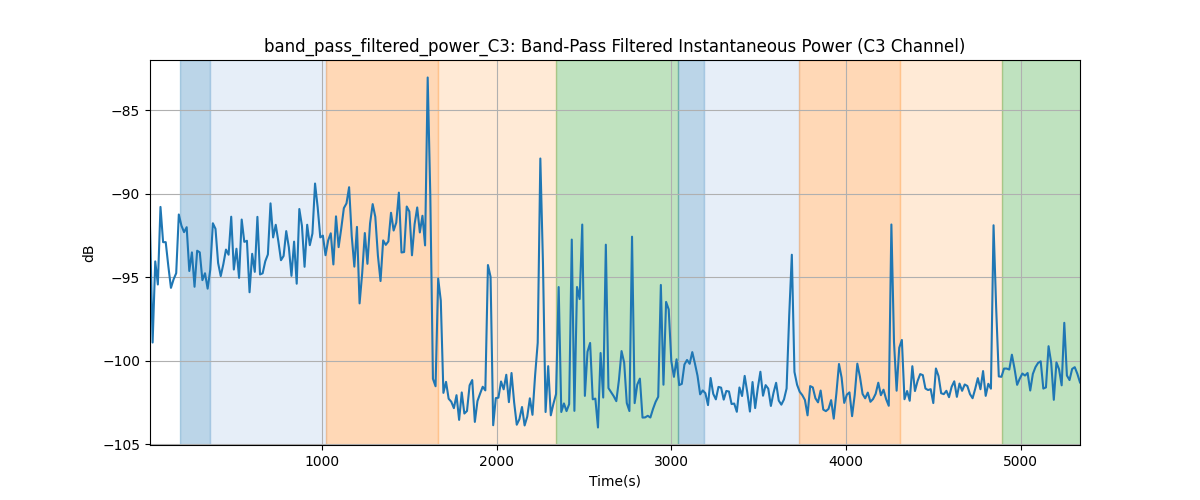 band_pass_filtered_power_C3: Band-Pass Filtered Instantaneous Power (C3 Channel)
−85
−90
−95
−100
−105
dB
1000 2000 3000 4000 5000
Time(s)